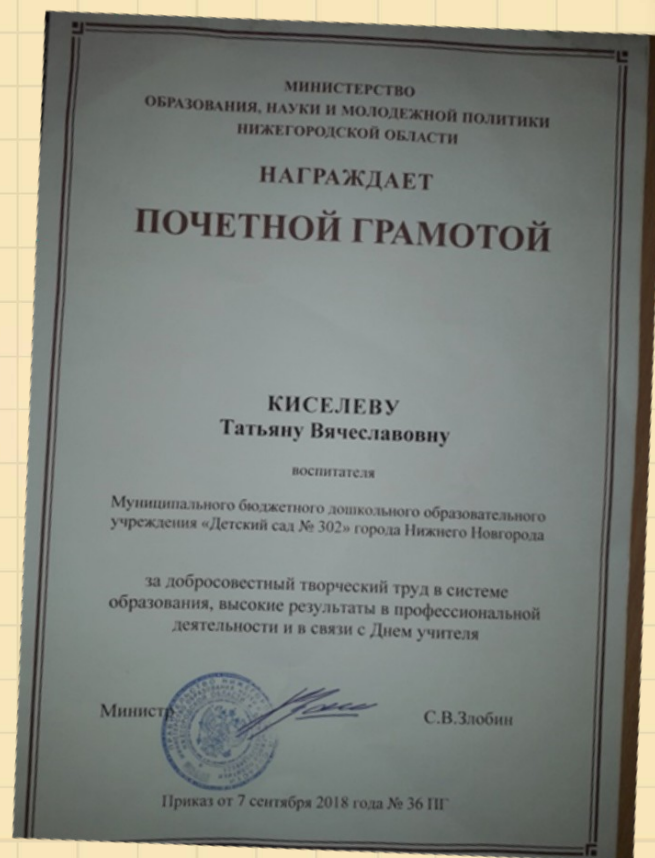 МИНИСТЕРСТВО
ОБРАЗОВАНИЯ, НАУКИ И МОЛОДЕЖНОЙ ПОЛИТИКИ
НИЖЕГОРОДСКОЙ ОБЛАСТИ
НАГРАЖДАЕТ
ПОЧЕТНОЙ ГРАМОТОЙ
КИСЕЛЕВУ
Татьяну Вячеславовну
воспитателя
Муниципального бюджетного дошкольного образовательного
учреждения «Детский сад № 302» города Нижнего Новгорода
за добросовестный творческий труд в системе
образования, высокие результаты в профессиональной
деятельности и в связи с Днем учителя
Министр
С.В.Злобин
Приказ от 7 сентября 2018 года № 36 ПГ